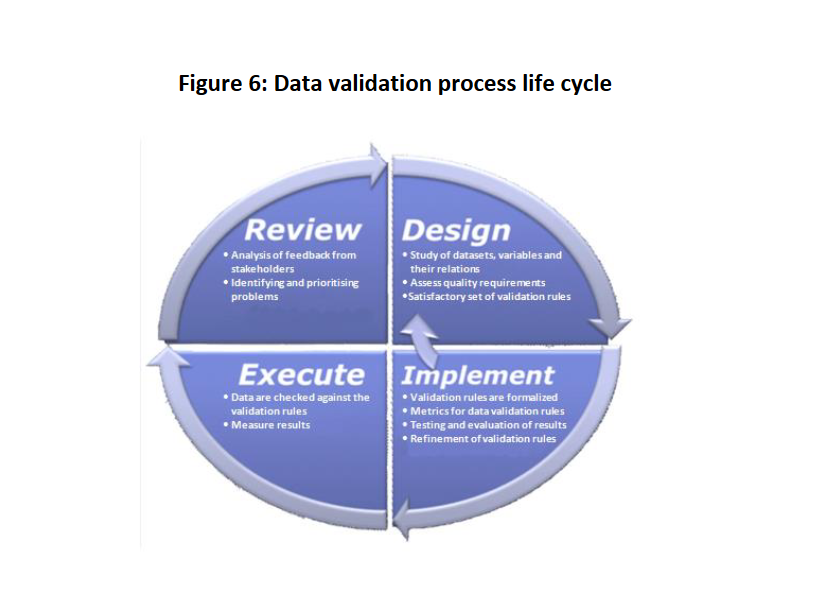 Figure 6: Data validation process life cycle
Review
• Analysis of feedback from
stakeholders
• Identifying and prioritising
problems
Design
• Study of datasets, variables and
their relations
• Assess quality requirements
•Satisfactory set of validation rules
Execute
• Data are checked against the
validation rules
• Measure results
Implement
• Validation rules are formalized
• Metrics for data validation rules
• Testing and evaluation of results
• Refinement of validation rules